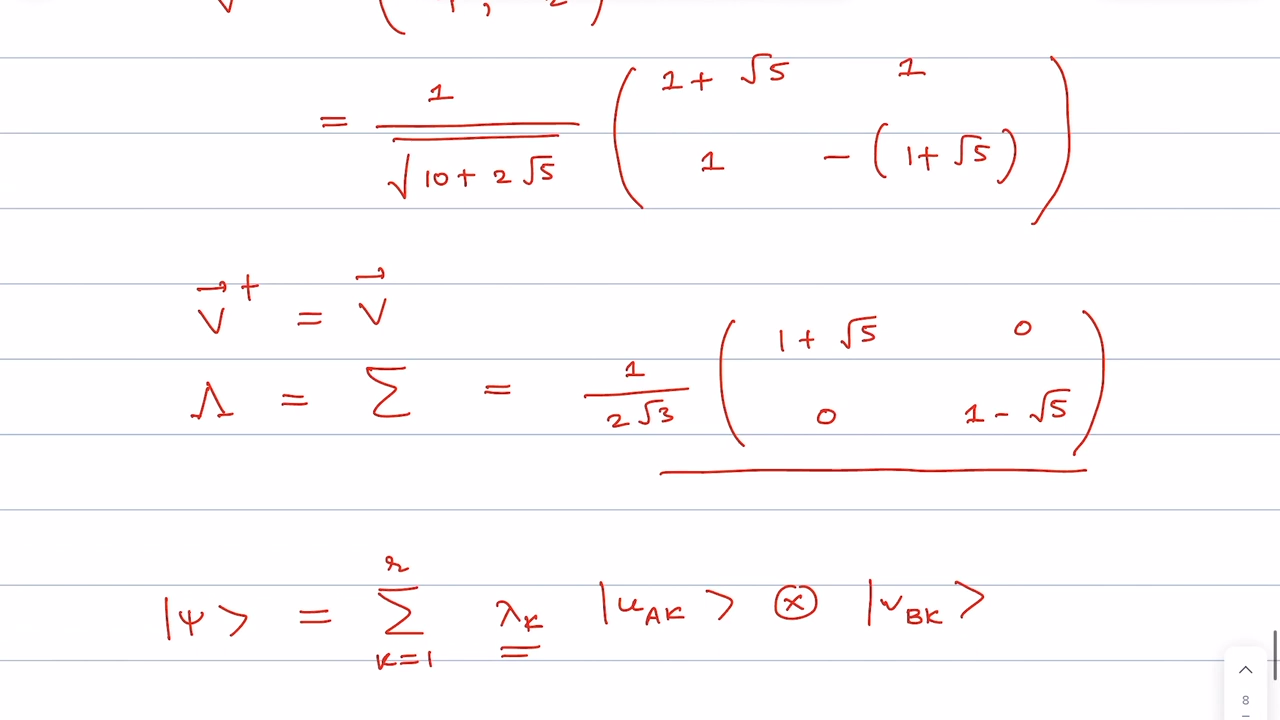 = 1/√(10 + 2√5) ( 1 + √5   1 ; 1   - (1 + √5) )
V⃗⁺ = V⃗
Λ = Σ = 1/(2√3) ( 1 + √5   0 ; 0   1 - √5 )
|ψ> = Σ_{k=1}^{r} λ_k |u_{AK}> ⊗ |v_{BK}>
8